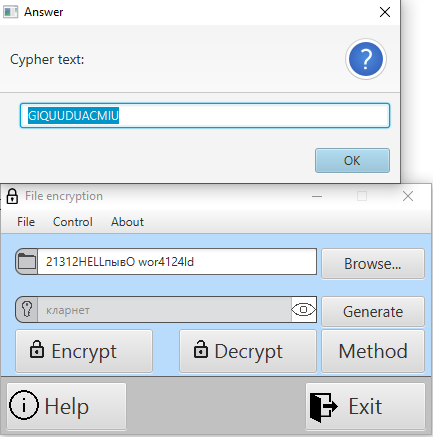 Answer
Cypher text:
GIQUUDUACMIU
OK
File encryption
File Control About
21312HELLпывO wor4124ld Browse...
кларнет Generate
Encrypt Decrypt Method
Help Exit